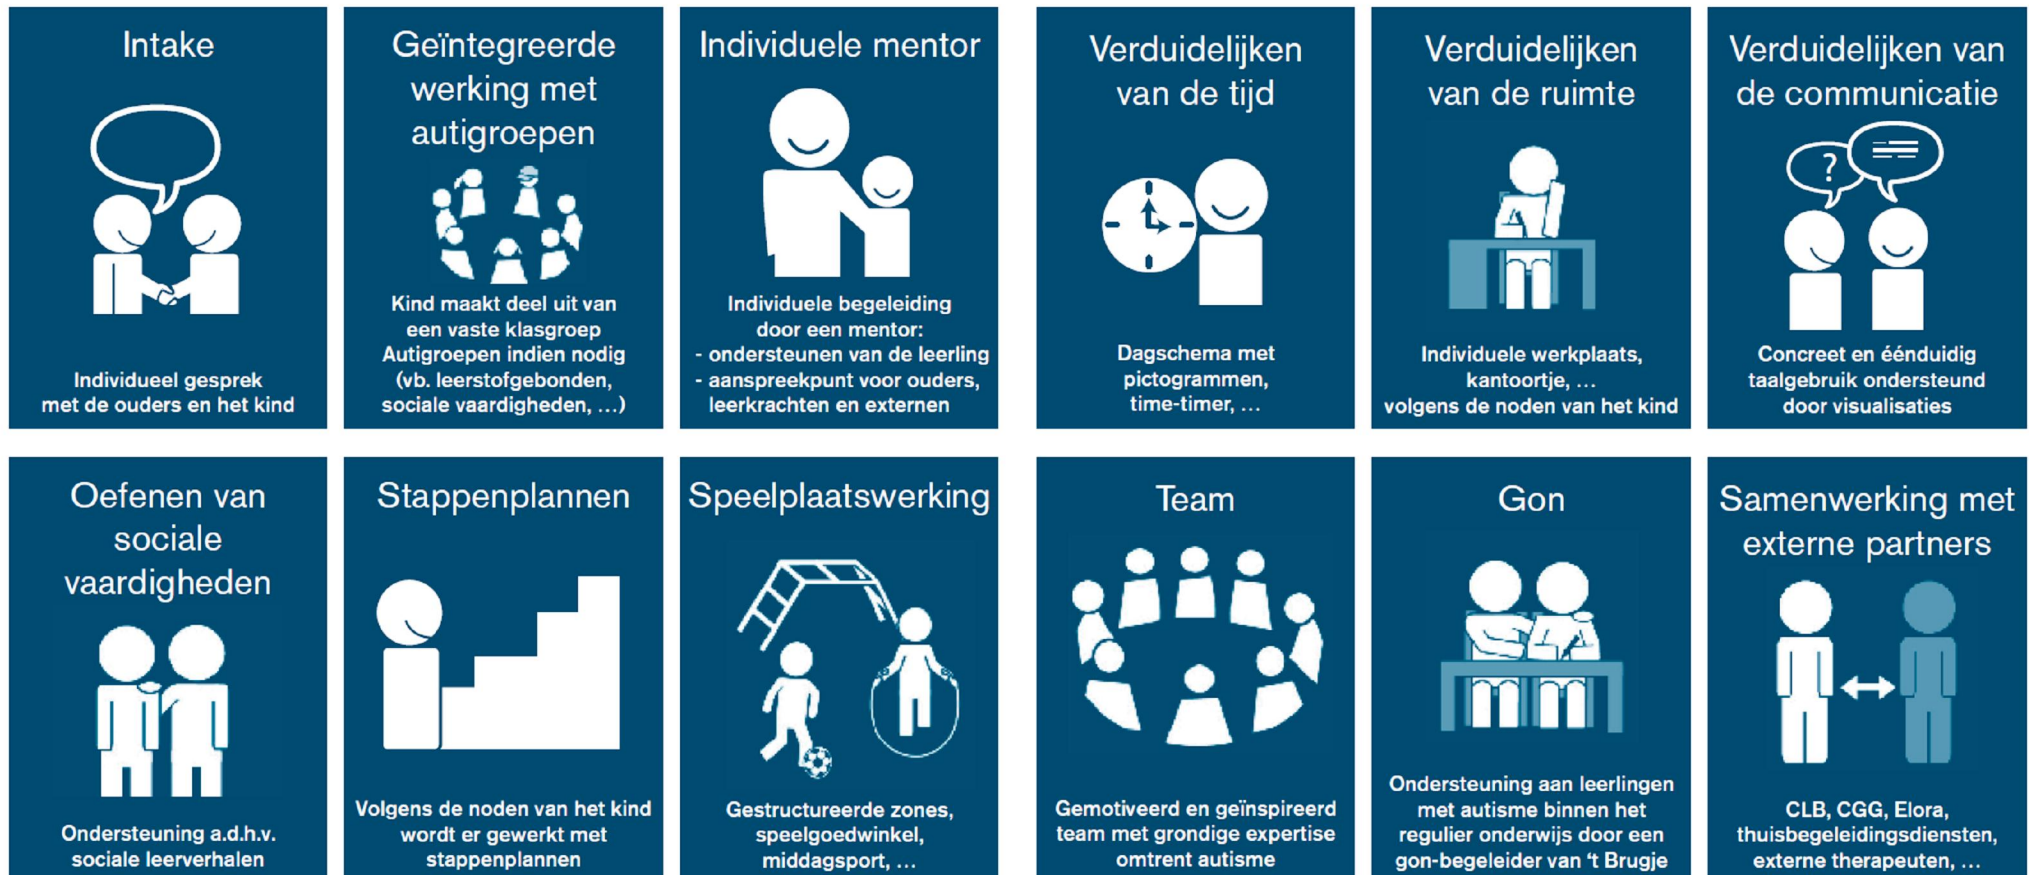 Intake
Individueel gesprek
met de ouders en het kind
Geïntegreerde
werking met
autigroepen
Kind maakt deel uit van
een vaste klasgroep
Autigroepen indien nodig
(vb. leerstofgebonden,
sociale vaardigheden, ...)
Individuele mentor
Individuele begeleiding
door een mentor:
- ondersteunen van de leerling
- aanspreekpunt voor ouders,
leerkrachten en externen
Verduidelijken
van de tijd
Dagschema met
pictogrammen,
time-timer, ...
Verduidelijken
van de ruimte
Individuele werkplaats,
kantoortje, ...
volgens de noden van het kind
Verduidelijken van
de communicatie
?
Concreet en éénduidig
taalgebruik ondersteund
door visualisaties
Oefenen van
sociale
vaardigheden
Ondersteuning a.d.h.v.
sociale leerverhalen
Stappenplannen
Volgens de noden van het kind
wordt er gewerkt met
stappenplannen
Speelplaatswerking
Gestructureerde zones,
speelgoedwinkel,
middagsport, ...
Team
Gemotiveerd en geïnspireerd
team met grondige expertise
omtrent autisme
Gon
Ondersteuning aan leerlingen
met autisme binnen het
regulier onderwijs door een
gon-begeleider van ‘t Brugje
Samenwerking met
externe partners
CLB, CGG, Elora,
thuisbegeleidingsdiensten,
externe therapeuten, ...